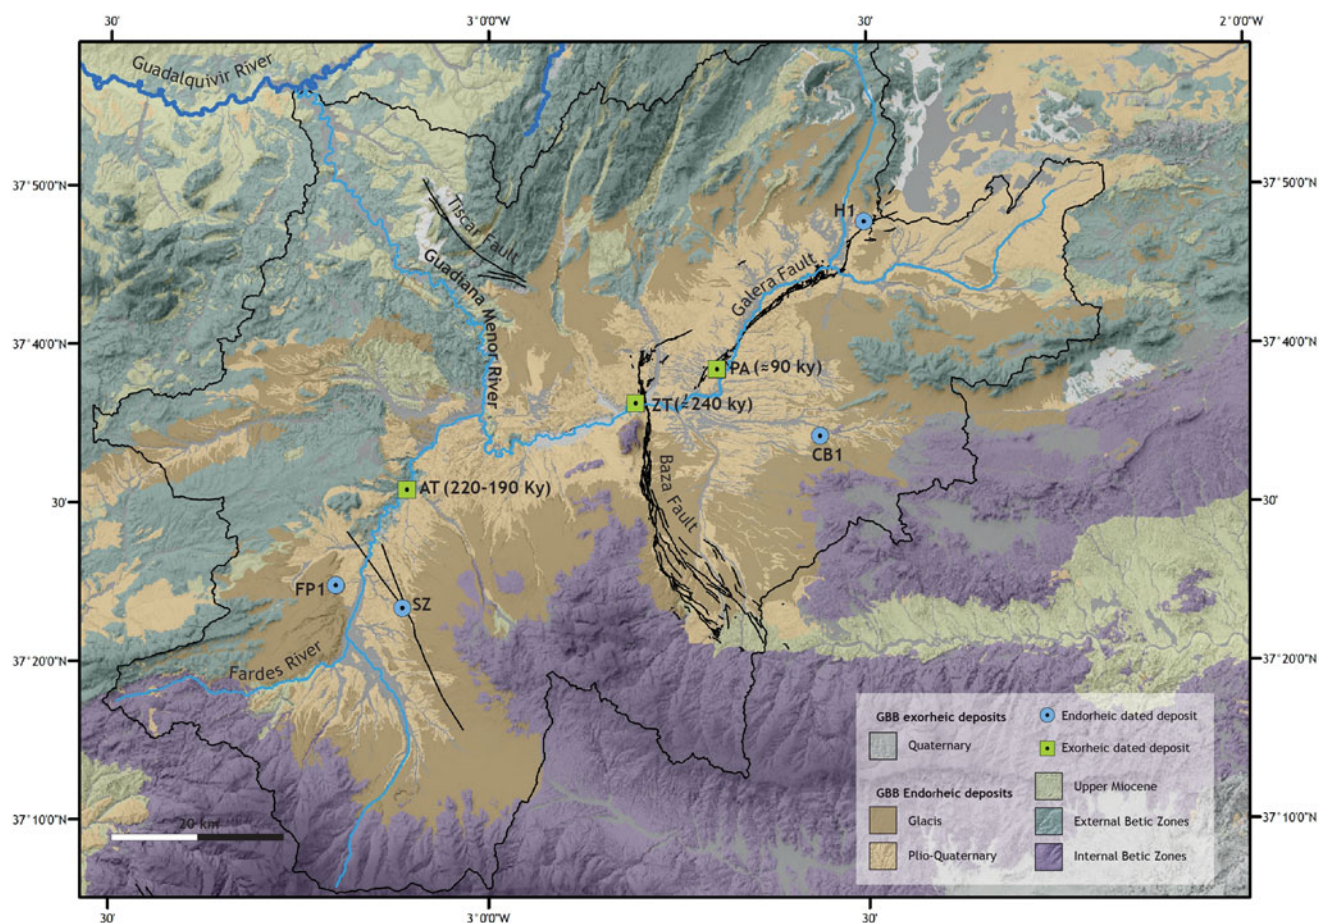 30'
3°0'0"W
30'
2°0'0"W
Guadalquivir River
37°50'0"N
37°50'0"N
Tiscar Fault
H1
Guadiana Menor River
Galera Fault
37°40'0"N
37°40'0"N
PA (≈90 ky)
ZT (≈240 ky)
CB1
Baza Fault
30'
AT (220-190 Ky)
30'
FP1
SZ
37°20'0"N
37°20'0"N
Fardes River
GBB exorheic deposits
Quaternary
GBB Endorheic deposits
Glacis
Plio-Quaternary
Endorheic dated deposit
Exorheic dated deposit
Upper Miocene
External Betic Zones
Internal Betic Zones
37°10'0"N
37°10'0"N
20 km
30'
3°0'0"W
30'